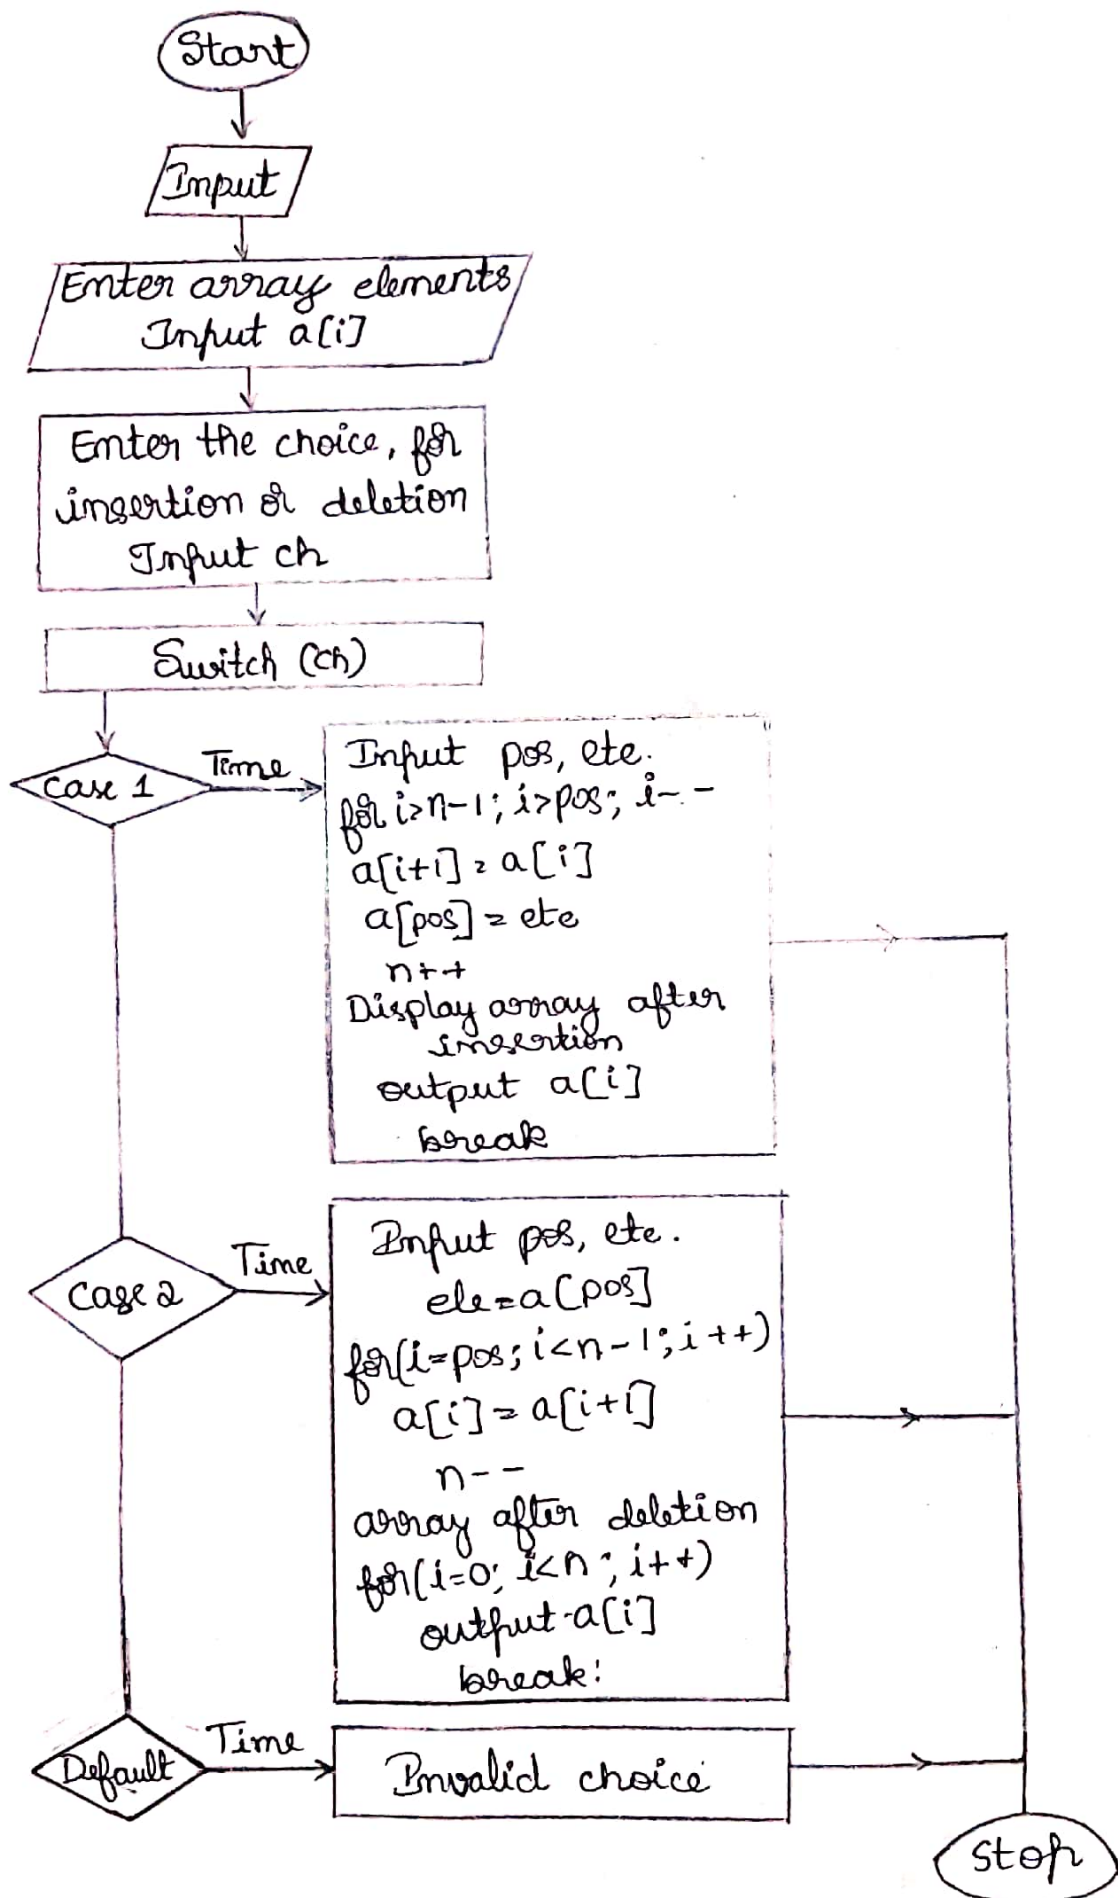 Start
Input
Enter array elements
Input a[i]
Enter the choice, for
insertion or deletion
Input ch
Switch (ch)
Case 1
Time
Input pos, ete.
for i>n-1; i>pos; i--
a[i+1] = a[i]
a[pos] = ete
n++
Display array after
insertion
output a[i]
break
Case 2
Time
Input pos, ete.
ele=a[pos]
for(i=pos; i<n-1; i++)
a[i] = a[i+1]
n--
array after deletion
for(i=0; i<n; i++)
output a[i]
break;
Default
Time
Invalid choice
Stop